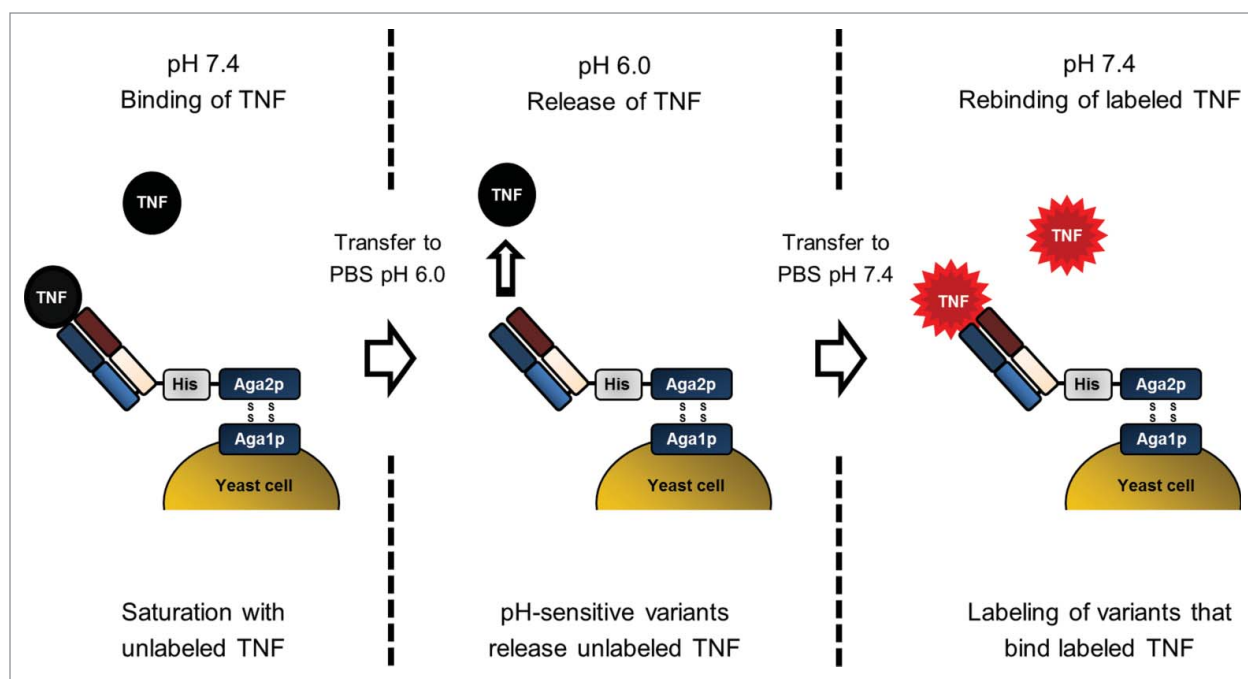 pH 7.4
Binding of TNF
TNF
TNF
His
Aga2p
s s
s s
Aga1p
Yeast cell
Saturation with
unlabeled TNF
Transfer to
PBS pH 6.0
pH 6.0
Release of TNF
TNF
His
Aga2p
s s
s s
Aga1p
Yeast cell
pH-sensitive variants
release unlabeled TNF
Transfer to
PBS pH 7.4
pH 7.4
Rebinding of labeled TNF
TNF
TNF
His
Aga2p
s s
s s
Aga1p
Yeast cell
Labeling of variants that
bind labeled TNF